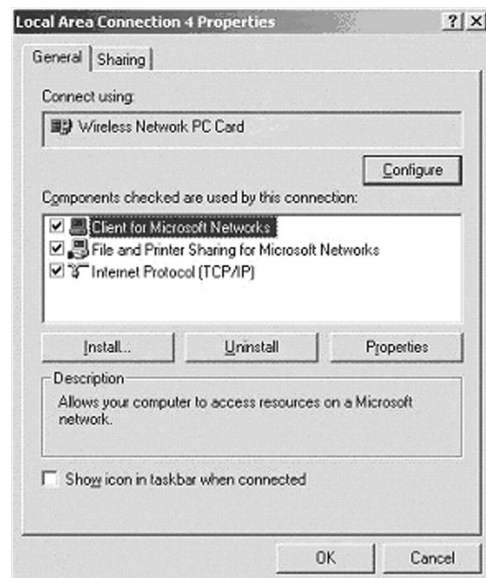 Local Area Connection 4 Properties
? X
General
Sharing
Connect using:
Wireless Network PC Card
Configure
Components checked are used by this connection:
Client for Microsoft Networks
File and Printer Sharing for Microsoft Networks
Internet Protocol (TCP/IP)
Install...
Uninstall
Properties
Description
Allows your computer to access resources on a Microsoft
network.
Show icon in taskbar when connected
OK
Cancel